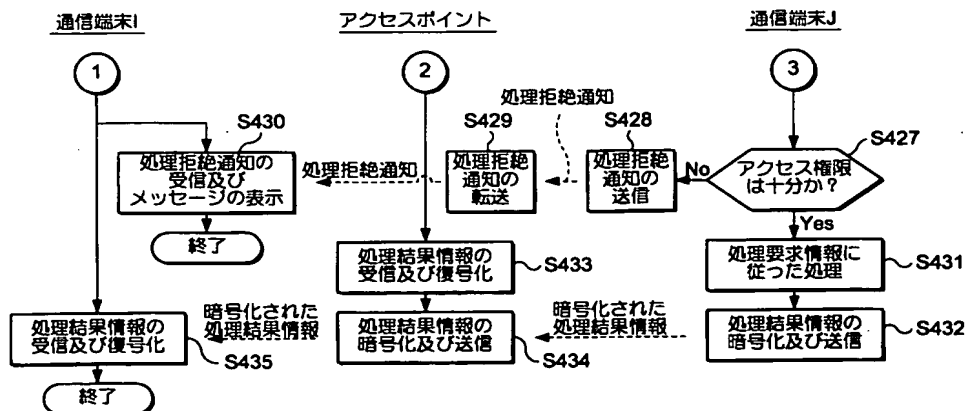 通信端末I
アクセスポイント
通信端末J
1
2
3
処理拒絶通知
S427
S430
S429
S428
アクセス権限
は十分か？
No
Yes
処理拒絶通知の
受信及び
メッセージの表示
処理拒絶通知
処理拒絶
通知の
転送
処理拒絶
通知の
送信
終了
処理結果情報の
受信及び復号化
S433
処理要求情報に
従った処理
S431
処理結果情報の
受信及び復号化
S435
暗号化された
処理結果情報
処理結果情報の
暗号化及び送信
S434
暗号化された
処理結果情報
処理結果情報の
暗号化及び送信
S432
終了